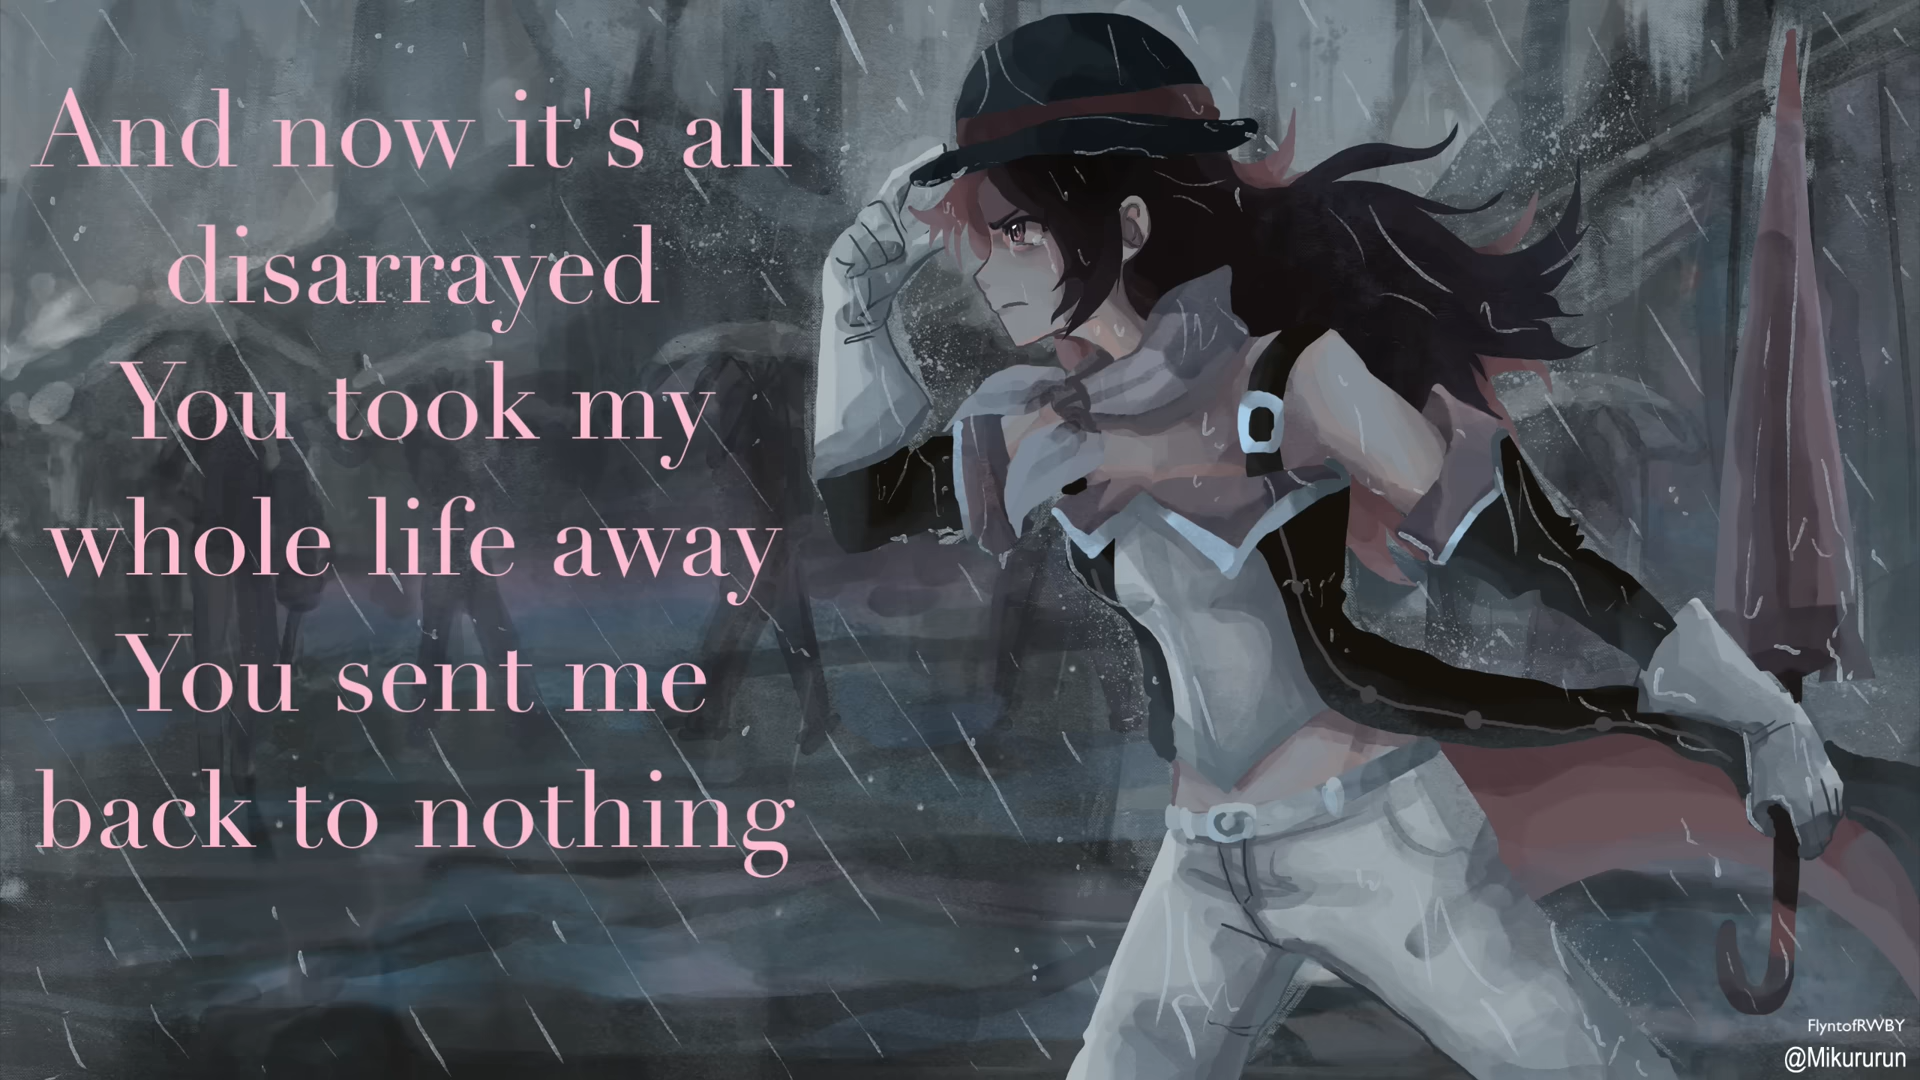 And now it's all
disarrayed
You took my
whole life away
You sent me
back to nothing
FlyntofRWBY
@Mikururun